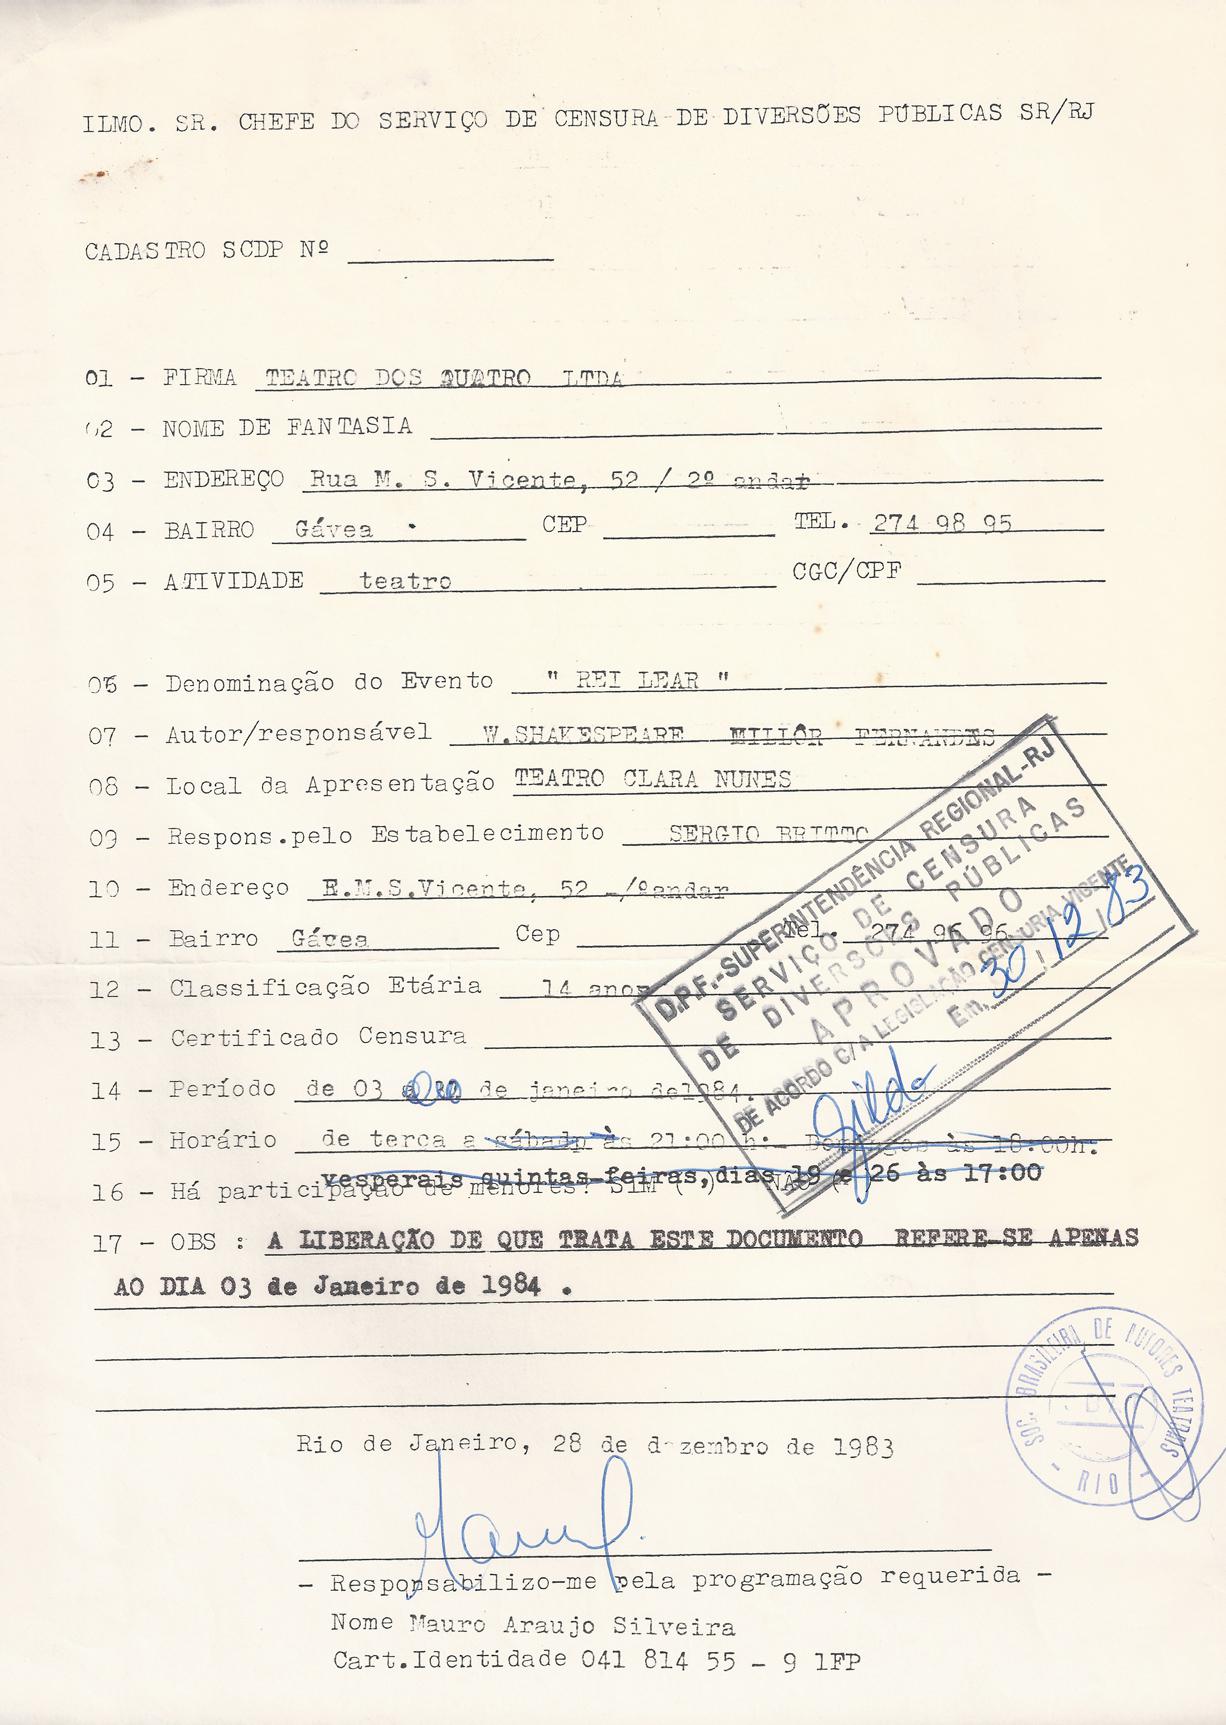 ILMO. SR. CHEFE DO SERVIÇO DE CENSURA DE DIVERSÕES PÚBLICAS SR/RJ
CADASTRO SCDP Nº
01 - FIRMA TEATRO DOS QUATRO LTDA
02 - NOME DE FANTASIA
03 - ENDEREÇO Rua M. S. Vicente, 52 / 2º andar
04 - BAIRRO Gávea CEP TEL. 274 98 95
05 - ATIVIDADE teatro CGC/CPF
06 - Denominação do Evento " REI LEAR "
07 - Autor/responsável W.SHAKESPEARE MILLÔR FERNANDES
08 - Local da Apresentação TEATRO CLARA NUNES
09 - Respons.pelo Estabelecimento SERGIO BRITTO
10 - Endereço E.M.S.Vicente, 52 -/ºandar
11 - Bairro Gávea Cep Tel. 274 96 96
12 - Classificação Etária 14 anos
13 - Certificado Censura
14 - Período de 03 a de janeiro de1984.
15 - Horário de terça a sábado às 21:00 h: Domingos às 18:00h.
vesperais quintas-feiras,dias 19 e 26 às 17:00
16 - Há participação de menores? SIM ( ) NÃO (
17 - OBS : A LIBERAÇÃO DE QUE TRATA ESTE DOCUMENTO REFERE-SE APENAS
AO DIA 03 de Janeiro de 1984 .
D.P.F.-SUPERINTENDÊNCIA REGIONAL-RJ
SERVIÇO DE CENSURA
DE DIVERSÕES PÚBLICAS
APROVADO
DE ACORDO C/A LEGISLAÇÃO CENSURIA VIGENTE
Em, 30/12/83
SOC. BRASILEIRA DE AUTORES TEATRAIS
- RIO -
Rio de Janeiro, 28 de dezembro de 1983
- Responsabilizo-me pela programação requerida -
Nome Mauro Araujo Silveira
Cart.Identidade 041 814 55 - 9 1FP